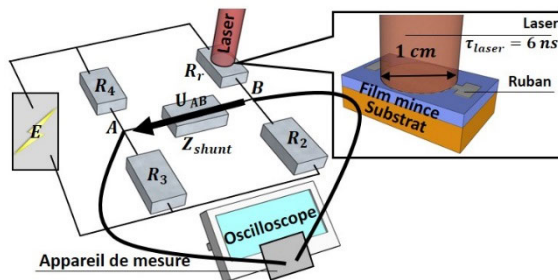 Laser
Laser
τlaser = 6 ns
1 cm
Rr
R4
B
Ruban
UAB
Film mince
Substrat
E
A
Zshunt
R2
R3
Oscilloscope
Appareil de mesure